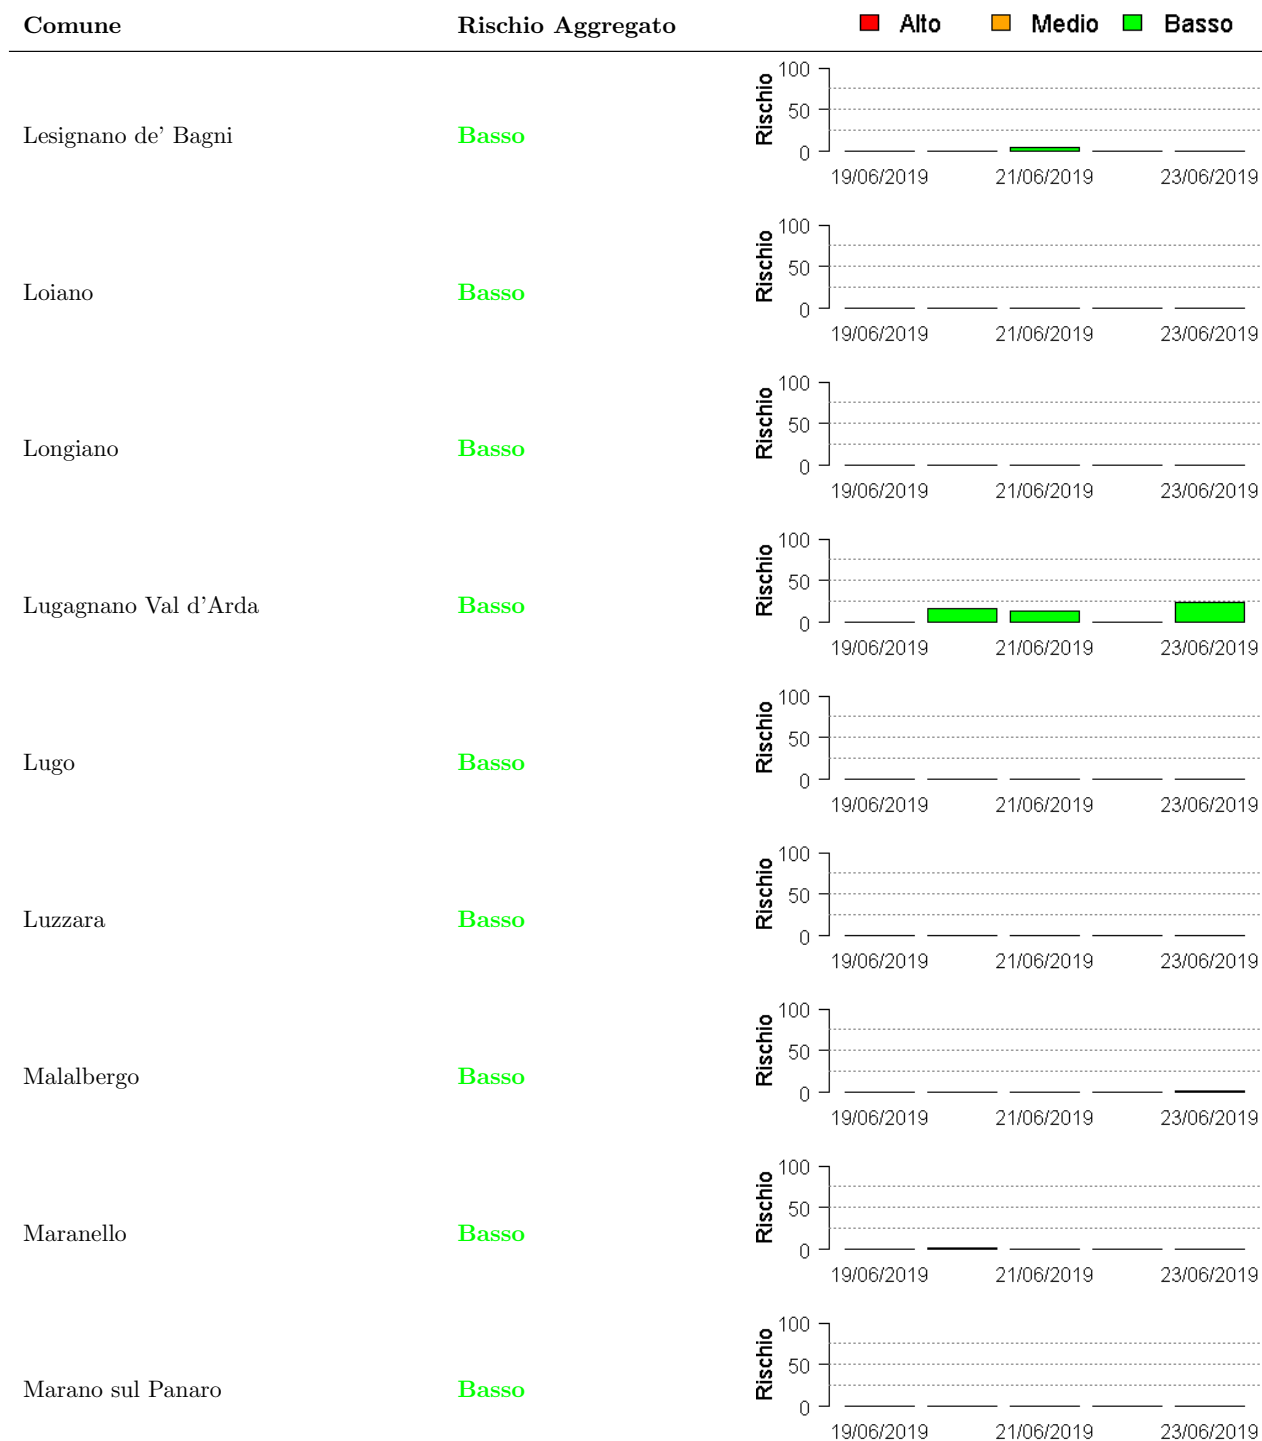 Comune Rischio Aggregato Alto Medio Basso
Lesignano de' Bagni Basso Rischio 100 50 0
19/06/2019 21/06/2019 23/06/2019
Loiano Basso Rischio 100 50 0
19/06/2019 21/06/2019 23/06/2019
Longiano Basso Rischio 100 50 0
19/06/2019 21/06/2019 23/06/2019
Lugagnano Val d'Arda Basso Rischio 100 50 0
19/06/2019 21/06/2019 23/06/2019
Lugo Basso Rischio 100 50 0
19/06/2019 21/06/2019 23/06/2019
Luzzara Basso Rischio 100 50 0
19/06/2019 21/06/2019 23/06/2019
Malalbergo Basso Rischio 100 50 0
19/06/2019 21/06/2019 23/06/2019
Maranello Basso Rischio 100 50 0
19/06/2019 21/06/2019 23/06/2019
Marano sul Panaro Basso Rischio 100 50 0
19/06/2019 21/06/2019 23/06/2019